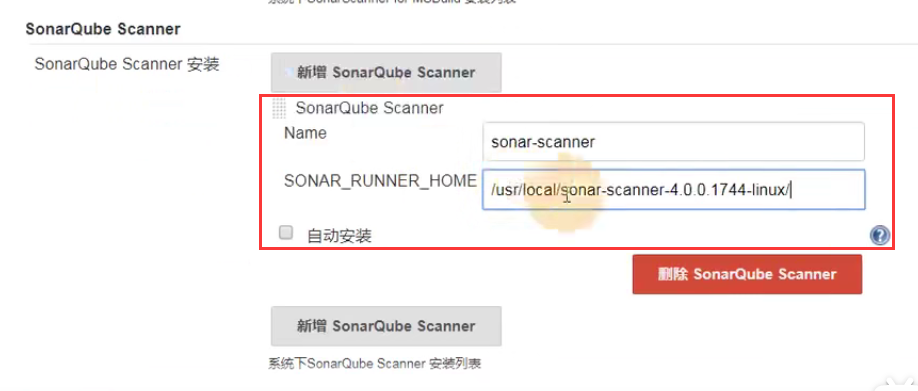 系统下SonarScanner for MSBuild 安装列表
SonarQube Scanner
SonarQube Scanner 安装
新增 SonarQube Scanner
SonarQube Scanner
Name
sonar-scanner
SONAR_RUNNER_HOME
/usr/local/sonar-scanner-4.0.0.1744-linux/
自动安装
?
删除 SonarQube Scanner
新增 SonarQube Scanner
系统下SonarQube Scanner 安装列表